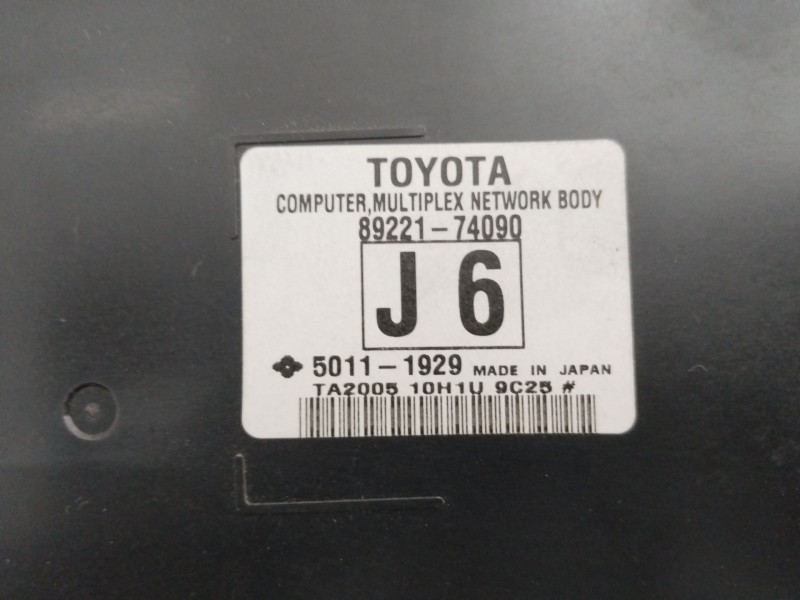 TOYOTA
COMPUTER,MULTIPLEX NETWORK BODY
89221-74090
J 6
5011-1929 MADE IN JAPAN
TA2005 10H1U 9C25 #